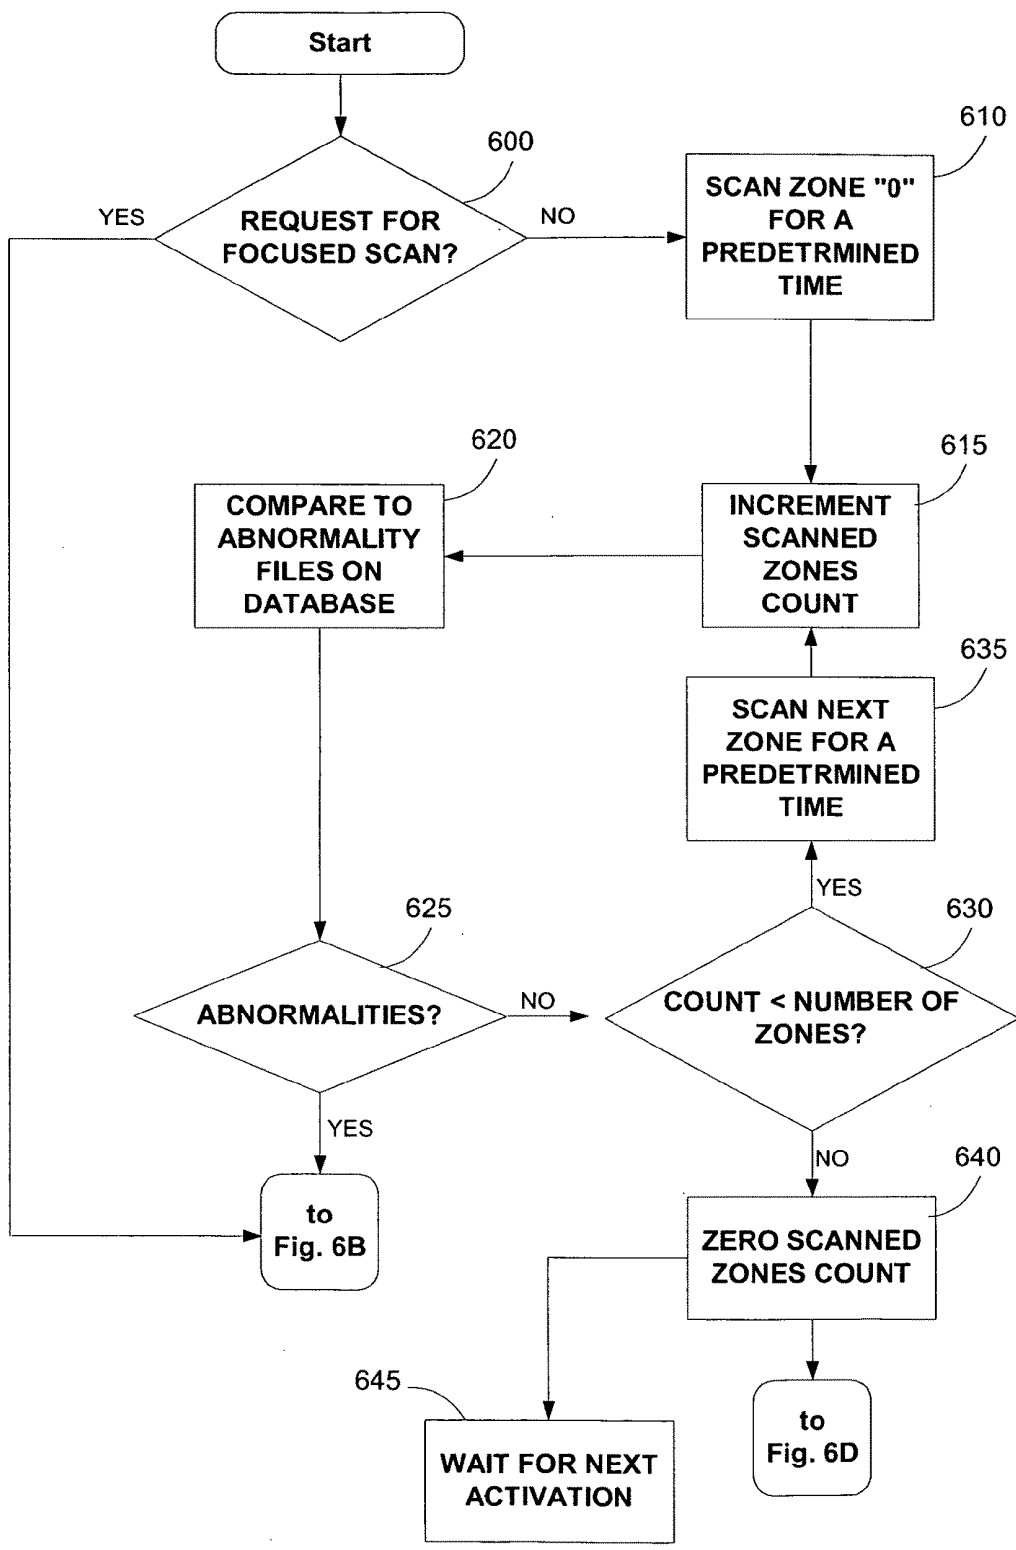 Start
600
REQUEST FOR
FOCUSED SCAN?
YES
NO
610
SCAN ZONE "0"
FOR A
PREDETRMINED
TIME
615
INCREMENT
SCANNED
ZONES
COUNT
620
COMPARE TO
ABNORMALITY
FILES ON
DATABASE
635
SCAN NEXT
ZONE FOR A
PREDETRMINED
TIME
YES
625
ABNORMALITIES?
NO
630
COUNT < NUMBER OF
ZONES?
YES
NO
to
Fig. 6B
640
ZERO SCANNED
ZONES COUNT
645
WAIT FOR NEXT
ACTIVATION
to
Fig. 6D